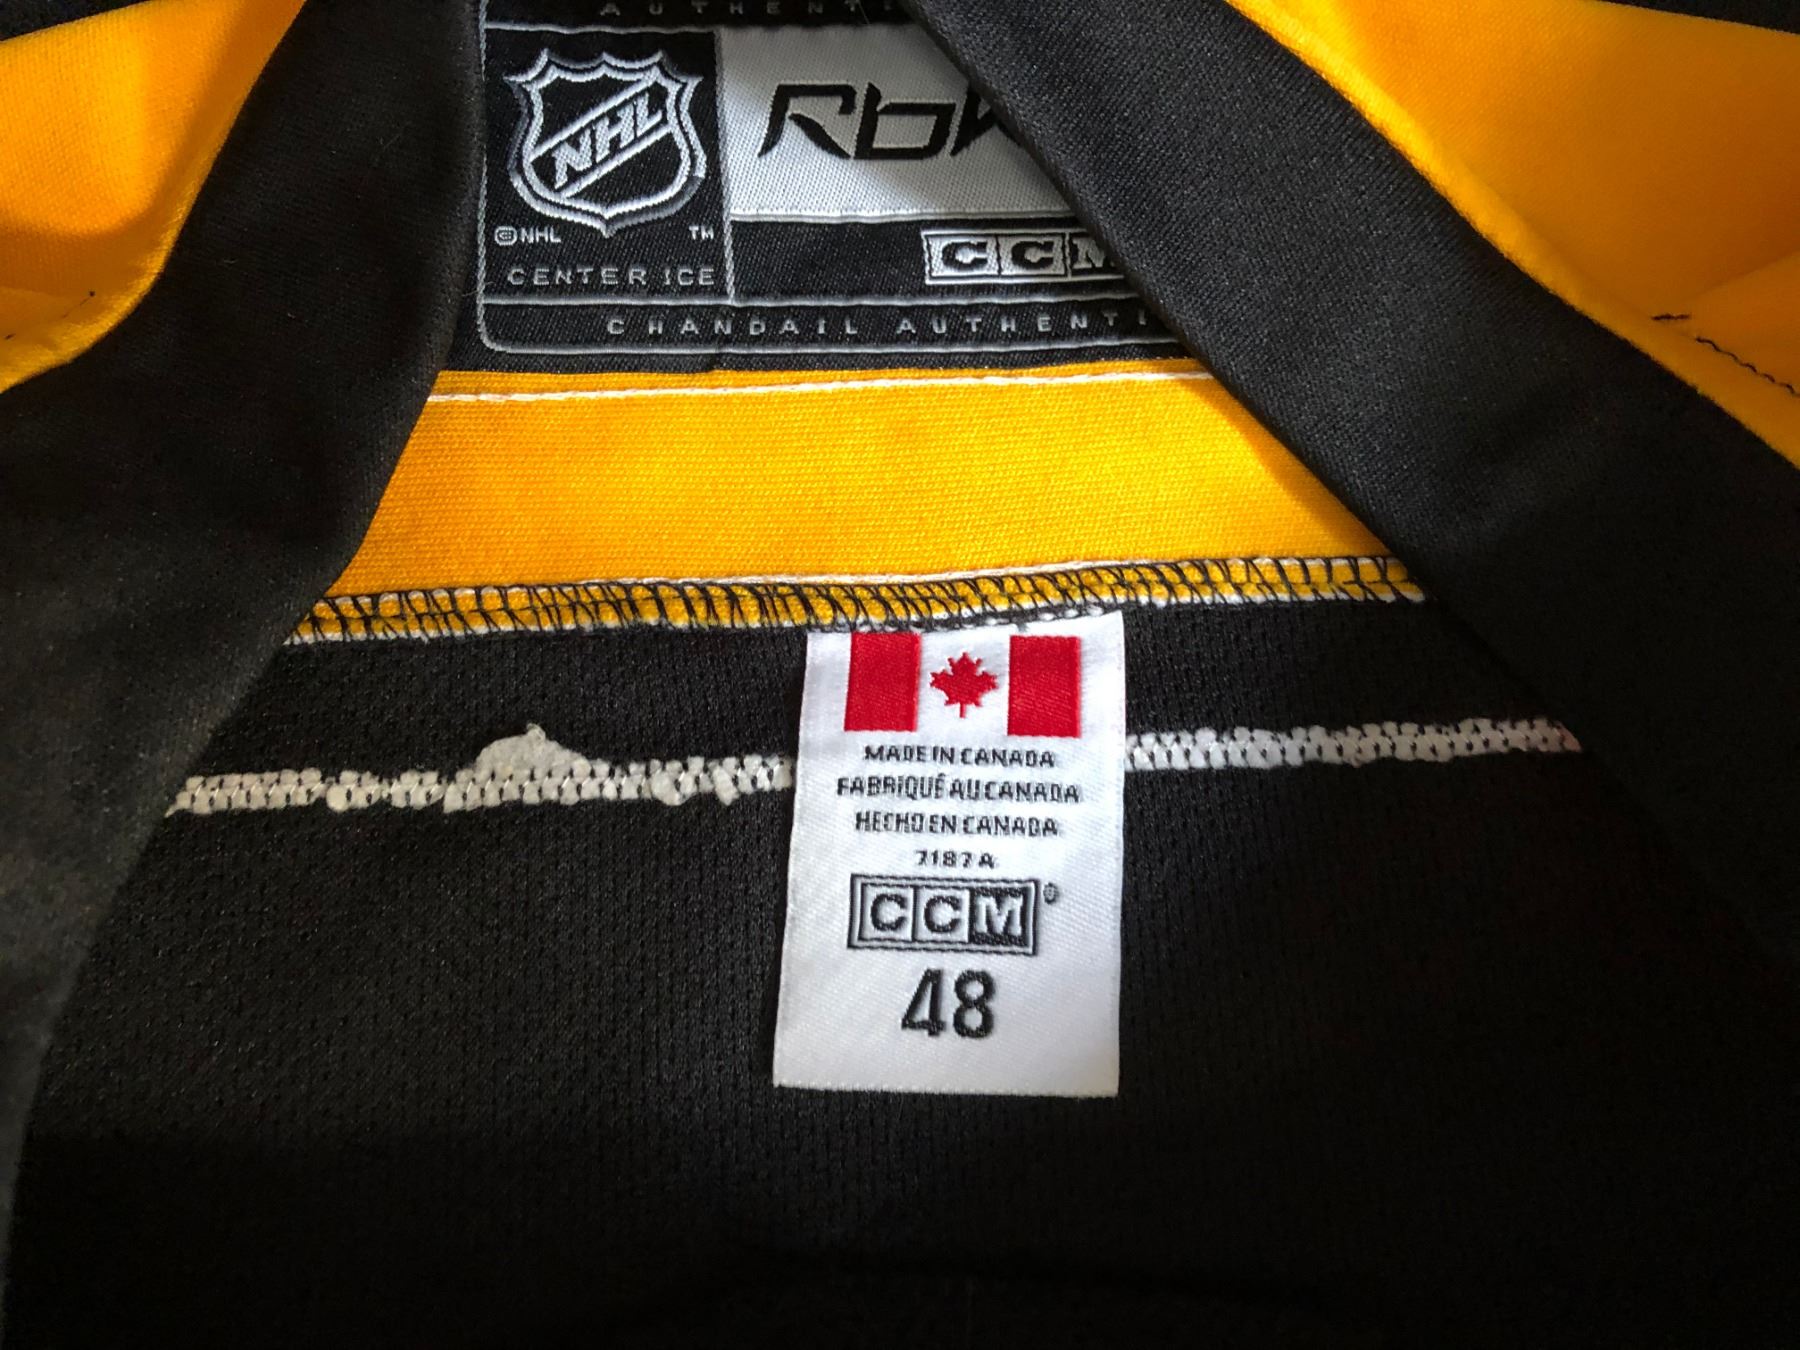 AUTHENTI
NHL
Rbk
©NHL TM
CENTER ICE
CCM
CHANDAIL AUTHENTI
MADE IN CANADA
FABRIQUÉ AU CANADA
HECHO EN CANADA
7187A
CCM®
48